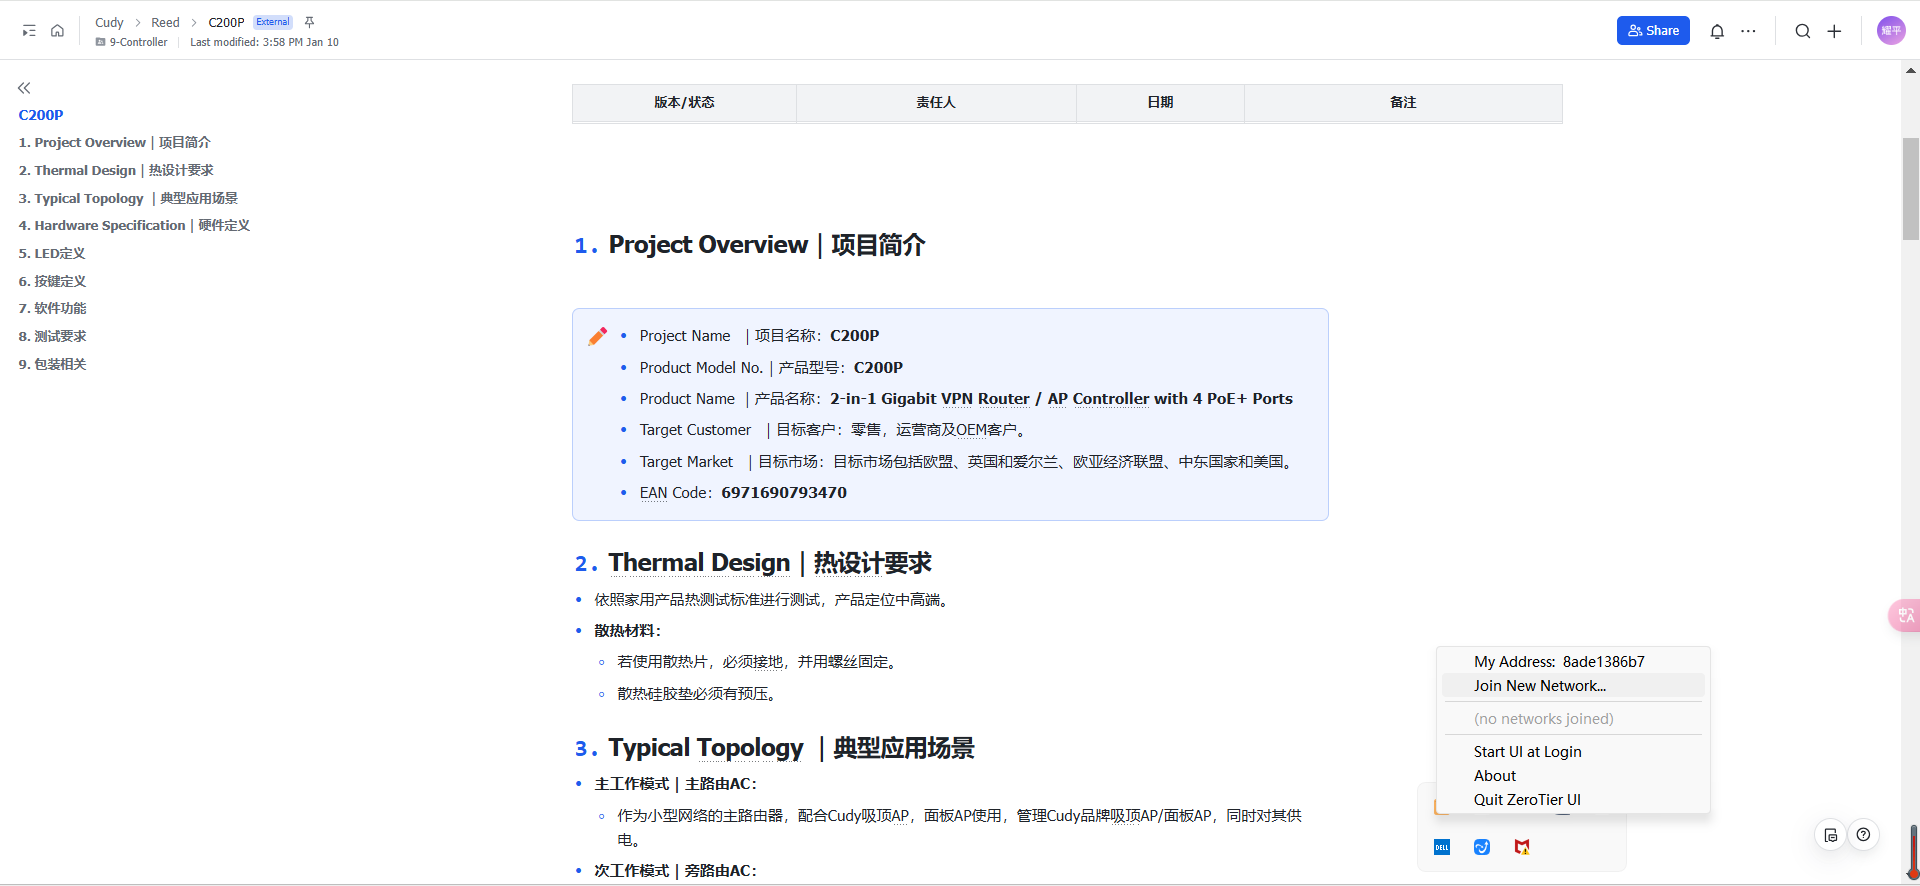 Cudy > Reed > C200P External
9-Controller | Last modified: 3:58 PM Jan 10
Share
耀平
C200P
1. Project Overview | 项目简介
2. Thermal Design | 热设计要求
3. Typical Topology ｜典型应用场景
4. Hardware Specification | 硬件定义
5. LED定义
6. 按键定义
7. 软件功能
8. 测试要求
9. 包装相关
版本/状态 责任人 日期 备注
1. Project Overview | 项目简介
Project Name ｜项目名称：C200P
Product Model No. | 产品型号：C200P
Product Name ｜产品名称：2-in-1 Gigabit VPN Router / AP Controller with 4 PoE+ Ports
Target Customer ｜目标客户：零售，运营商及OEM客户。
Target Market ｜目标市场：目标市场包括欧盟、英国和爱尔兰、欧亚经济联盟、中东国家和美国。
EAN Code：6971690793470
2. Thermal Design | 热设计要求
依照家用产品热测试标准进行测试，产品定位中高端。
散热材料：
若使用散热片，必须接地，并用螺丝固定。
散热硅胶垫必须有预压。
3. Typical Topology ｜典型应用场景
主工作模式 | 主路由AC：
作为小型网络的主路由器，配合Cudy吸顶AP，面板AP使用，管理Cudy品牌吸顶AP/面板AP，同时对其供
电。
次工作模式 | 旁路由AC：
My Address: 8ade1386b7
Join New Network...
(no networks joined)
Start UI at Login
About
Quit ZeroTier UI
DELL